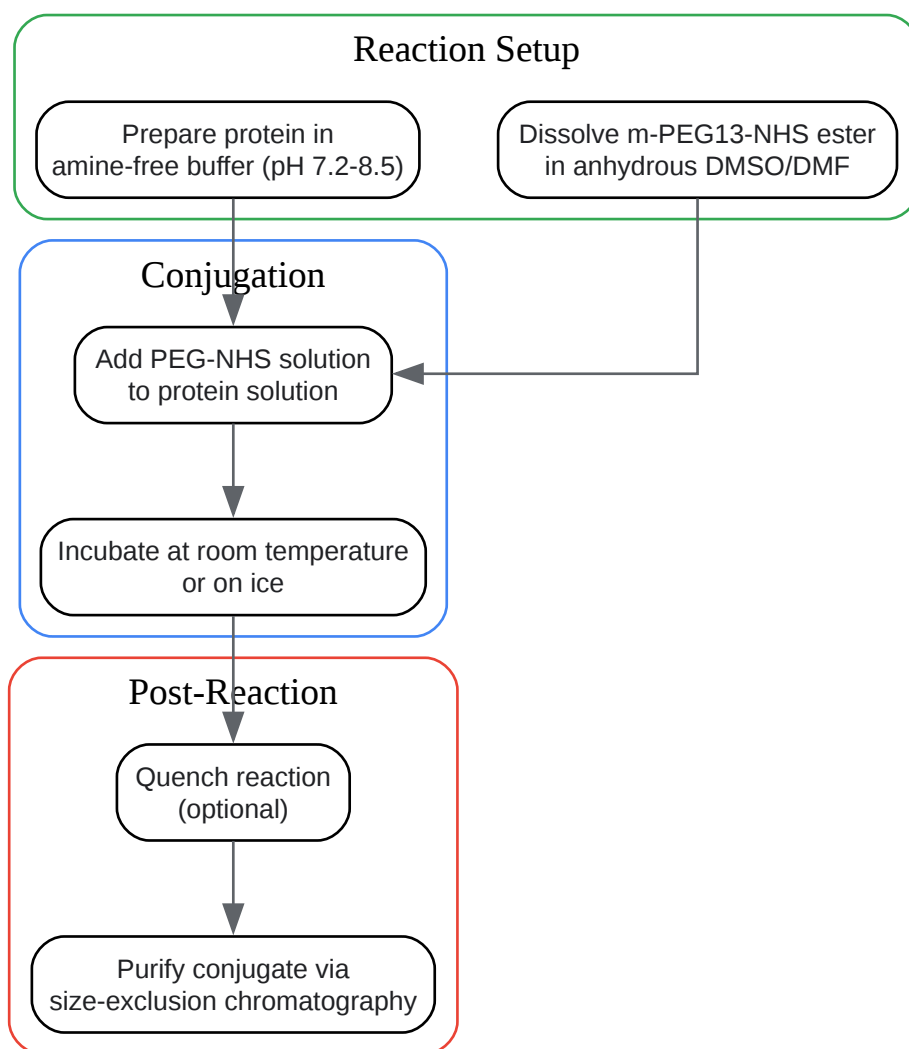 Reaction Setup
Prepare protein in
amine-free buffer (pH 7.2-8.5)
Dissolve m-PEG13-NHS ester
in anhydrous DMSO/DMF
Conjugation
Add PEG-NHS solution
to protein solution
Incubate at room temperature
or on ice
Post-Reaction
Quench reaction
(optional)
Purify conjugate via
size-exclusion chromatography